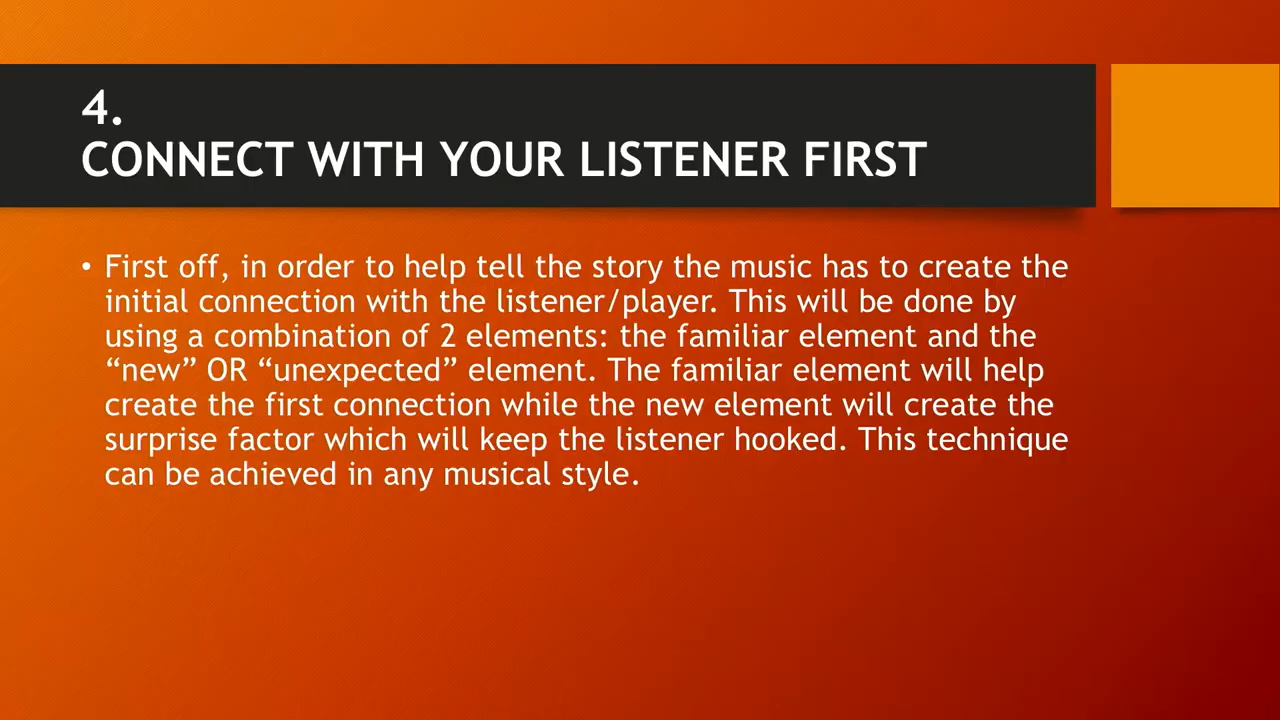 4.
CONNECT WITH YOUR LISTENER FIRST
• First off, in order to help tell the story the music has to create the
initial connection with the listener/player. This will be done by
using a combination of 2 elements: the familiar element and the
“new” OR “unexpected” element. The familiar element will help
create the first connection while the new element will create the
surprise factor which will keep the listener hooked. This technique
can be achieved in any musical style.